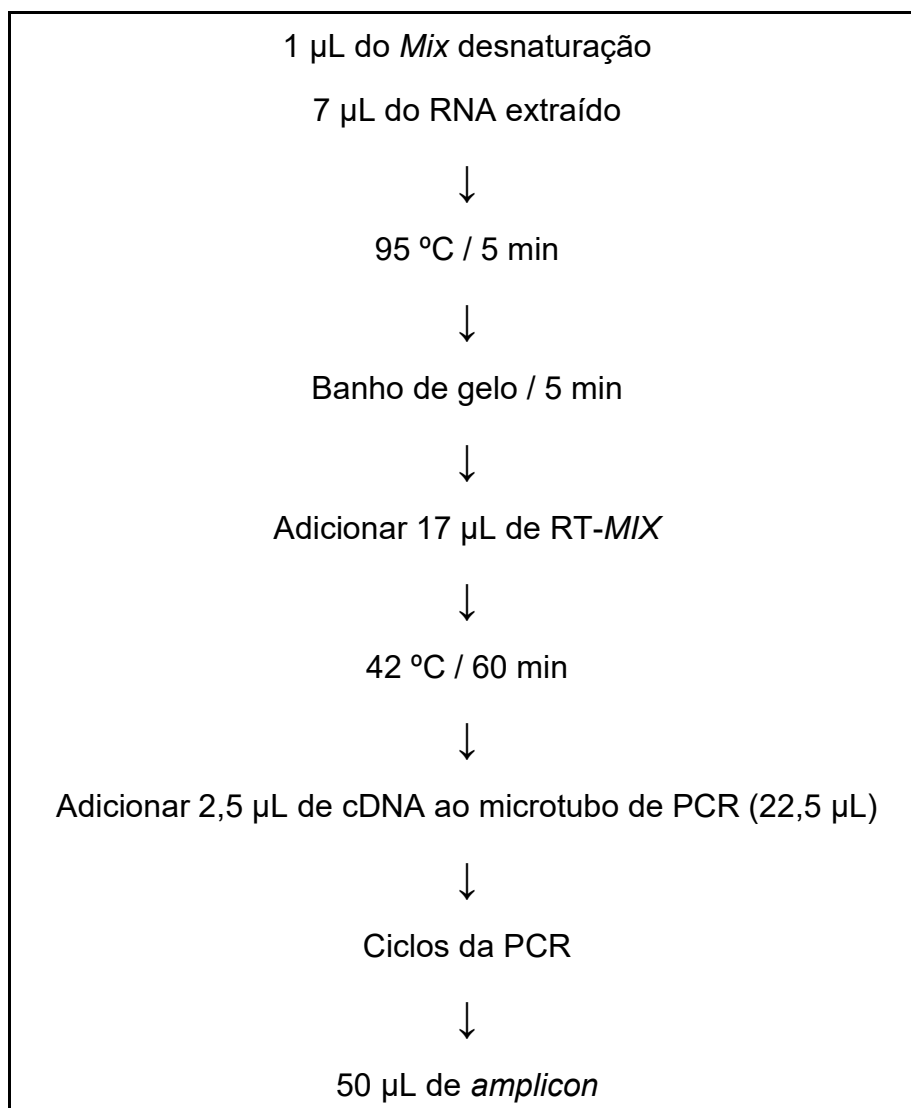 1 µL do Mix desnaturação
7 µL do RNA extraído
↓
95 ºC / 5 min
↓
Banho de gelo / 5 min
↓
Adicionar 17 µL de RT-MIX
↓
42 ºC / 60 min
↓
Adicionar 2,5 µL de cDNA ao microtubo de PCR (22,5 µL)
↓
Ciclos da PCR
↓
50 µL de amplicon